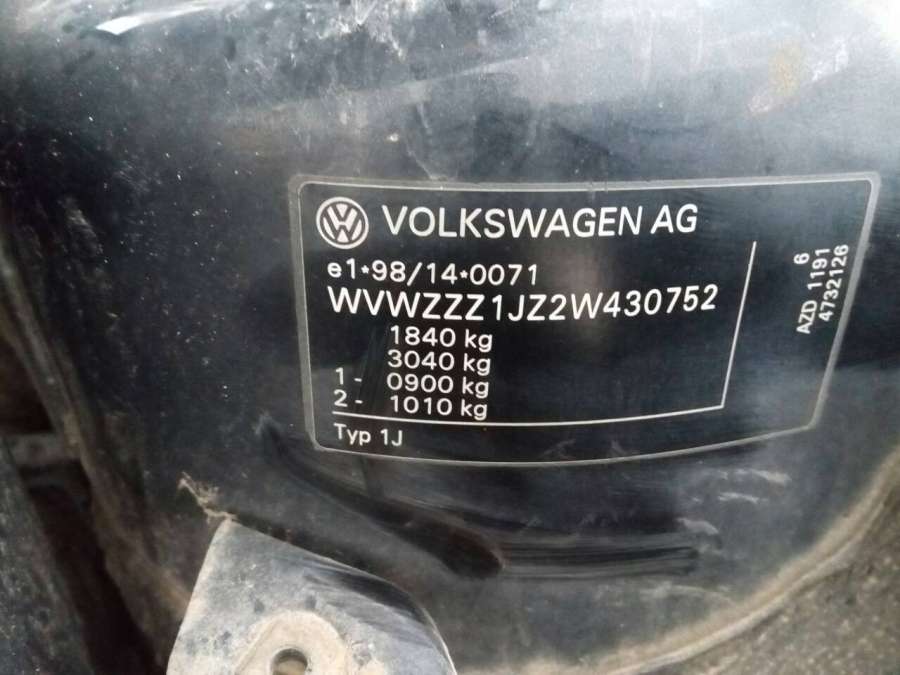 VOLKSWAGEN AG
e1*98/14*0071
WVWZZZ1JZ2W430752
1840 kg
3040 kg
1- 0900 kg
2- 1010 kg
Typ 1J
6
AZD 1191
4732126